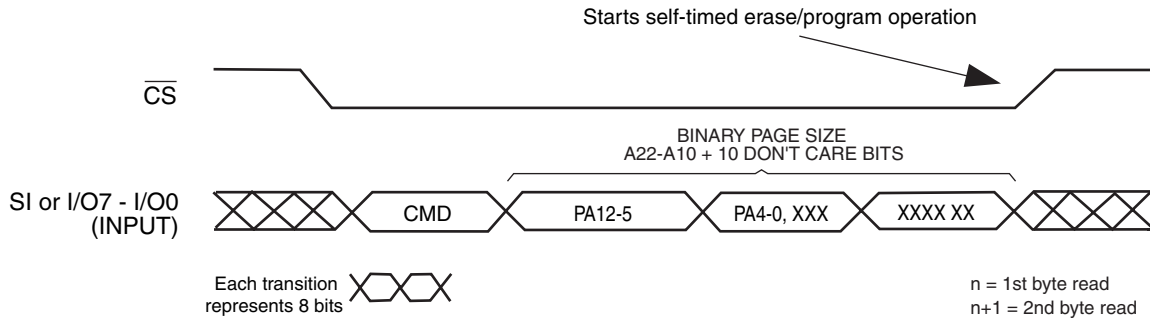 Starts self-timed erase/program operation
CS
BINARY PAGE SIZE
A22-A10 + 10 DON'T CARE BITS
SI or I/O7 - I/O0
(INPUT)
CMD
PA12-5
PA4-0, XXX
XXXX XX
Each transition
represents 8 bits
n = 1st byte read
n+1 = 2nd byte read